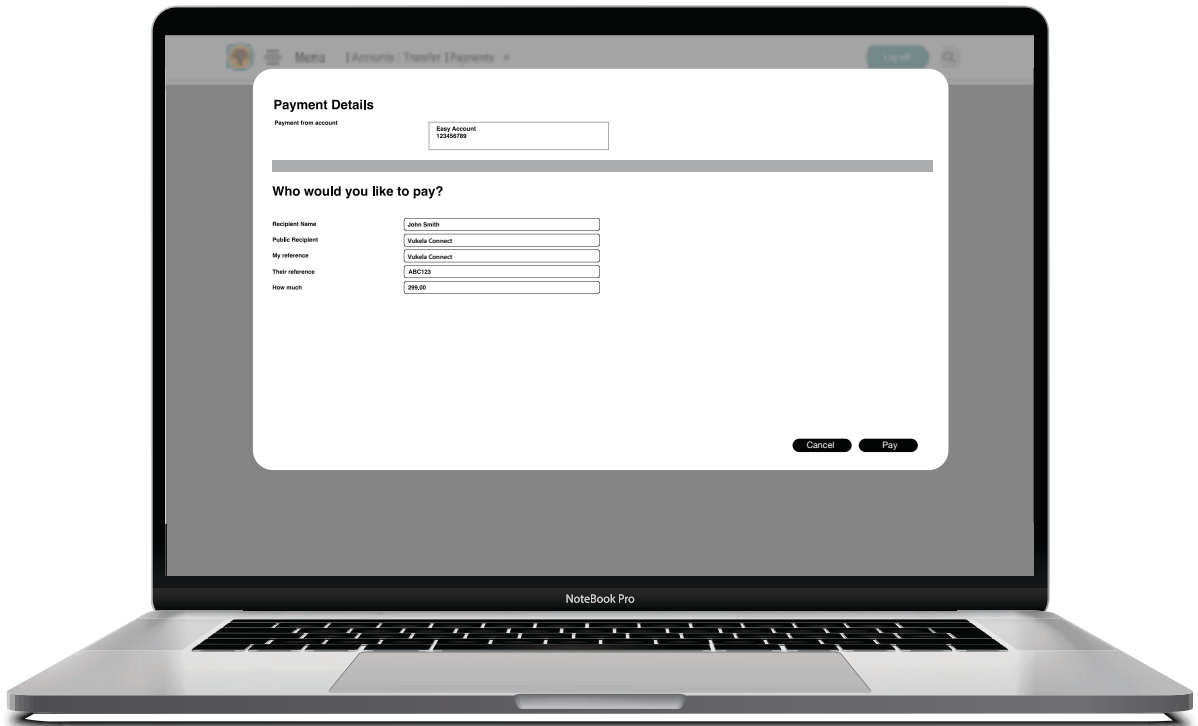 Menu | Accounts | Transfer | Payments
Log off
Payment Details
Payment from account
Easy Account
123456789
Who would you like to pay?
Recipient Name John Smith
Public Recipient Vukela Connect
My reference Vukela Connect
Their reference ABC123
How much 299,00
Cancel Pay
NoteBook Pro